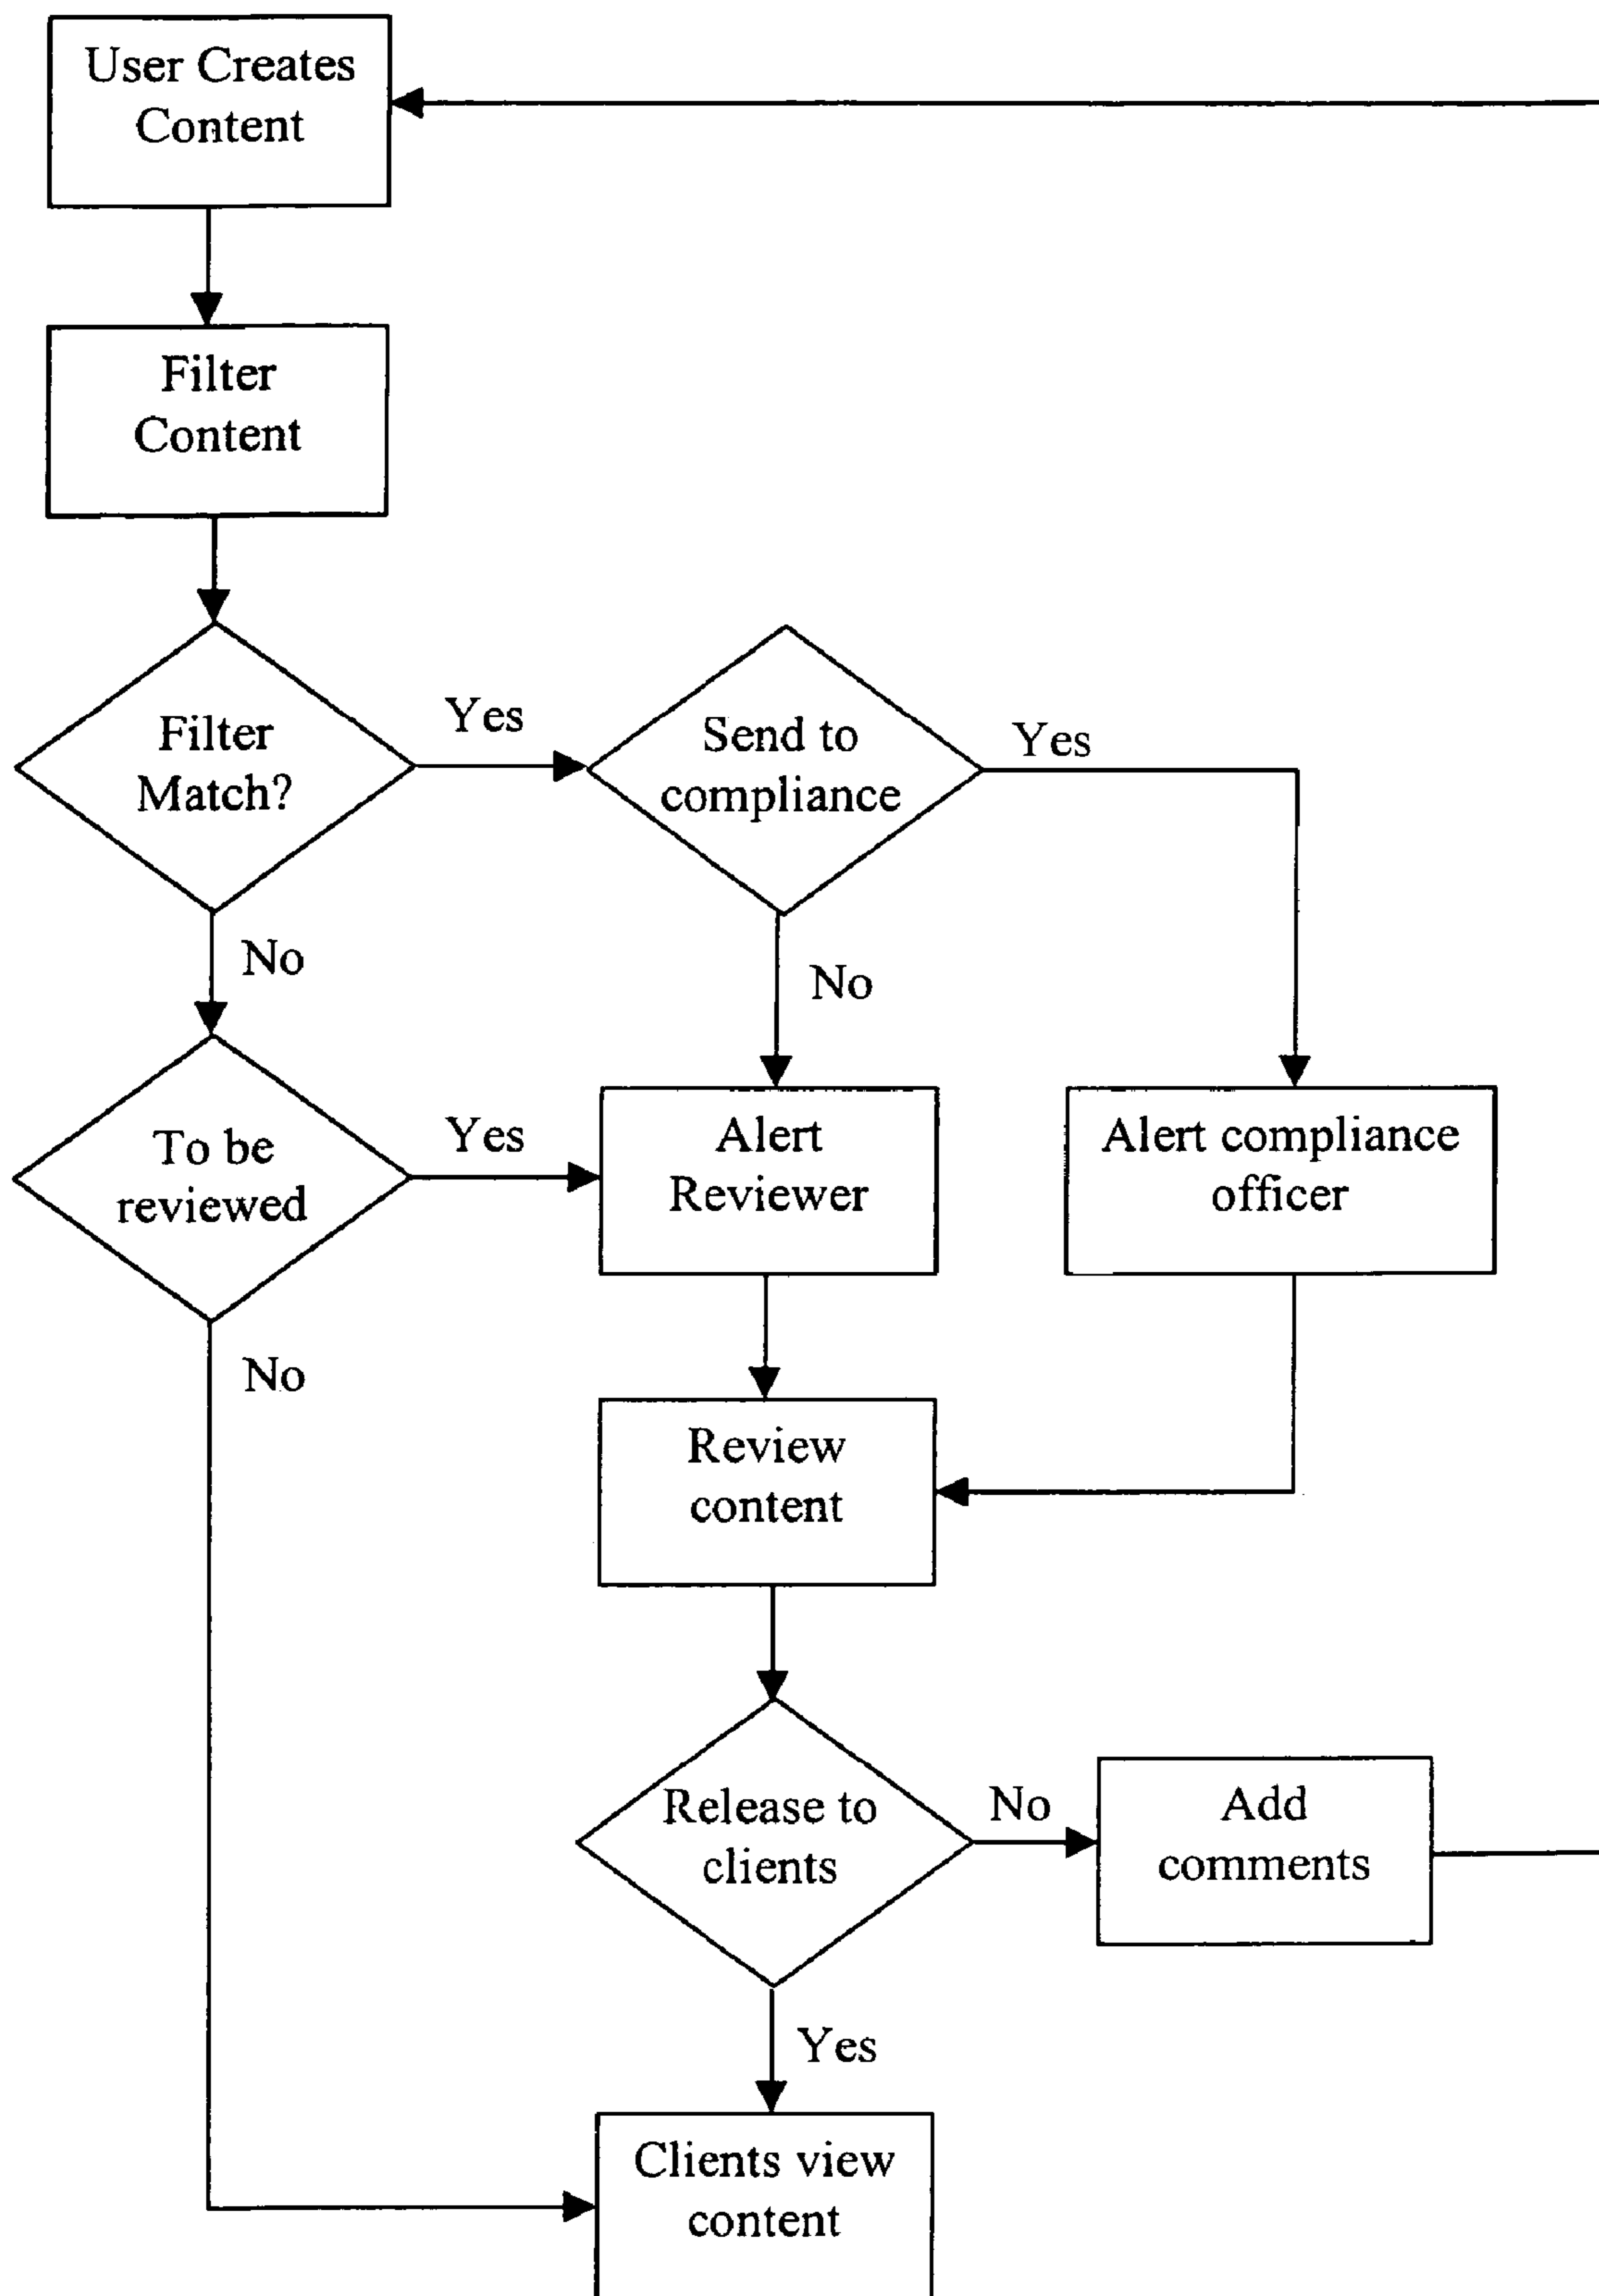 User Creates
Content
Filter
Content
Filter
Match?
Yes
Send to
compliance
Yes
No
No
To be
reviewed
Yes
Alert
Reviewer
Alert compliance
officer
No
Review
content
Release to
clients
No
Add
comments
Yes
Clients view
content